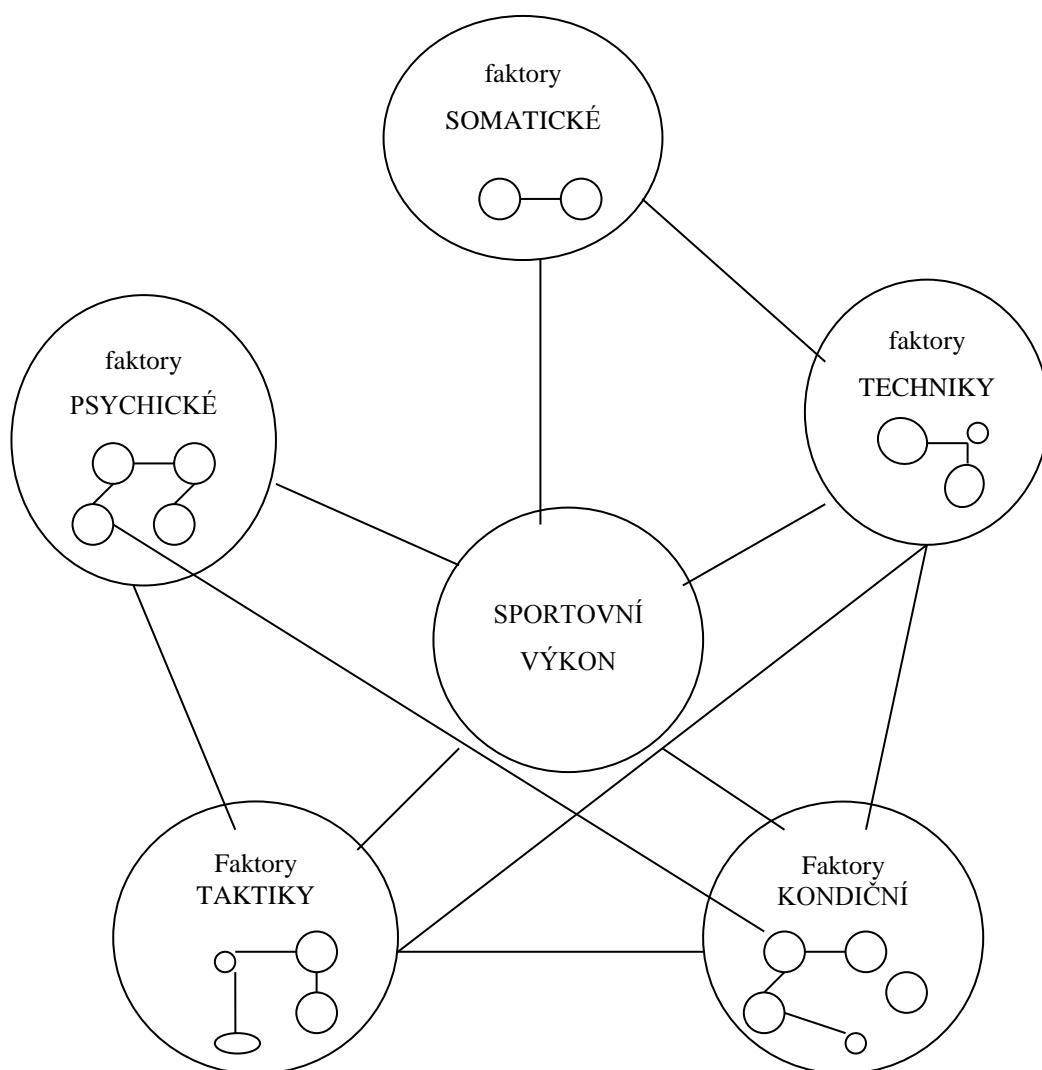 faktory
SOMATICKÉ
faktory
PSYCHICKÉ
faktory
TECHNIKY
SPORTOVNÍ
VÝKON
Faktory
TAKTIKY
Faktory
KONDIČNÍ